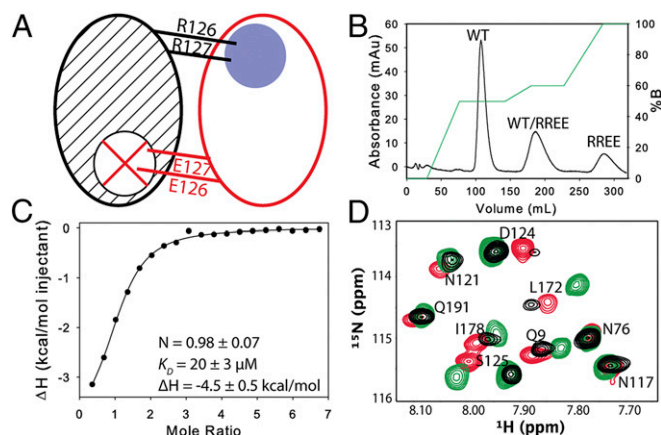 A
R126
R127
E127
E126
B
60
50
40
30
20
10
0
Absorbance (mAu)
WT
WT/RREE
RREE
100
80
60
40
20
0
%B
0 50 100 150 200 250 300
Volume (mL)
C
0
-1
-2
-3
ΔH (kcal/mol injectant)
N = 0.98 ± 0.07
KD = 20 ± 3 μM
ΔH = -4.5 ± 0.5 kcal/mol
0 1 2 3 4 5 6 7
Mole Ratio
D
113
114
115
116
15N (ppm)
D124
N121
L172
Q191
I178
Q9
N76
S125
N117
8.10 8.00 7.90 7.80 7.70
1H (ppm)